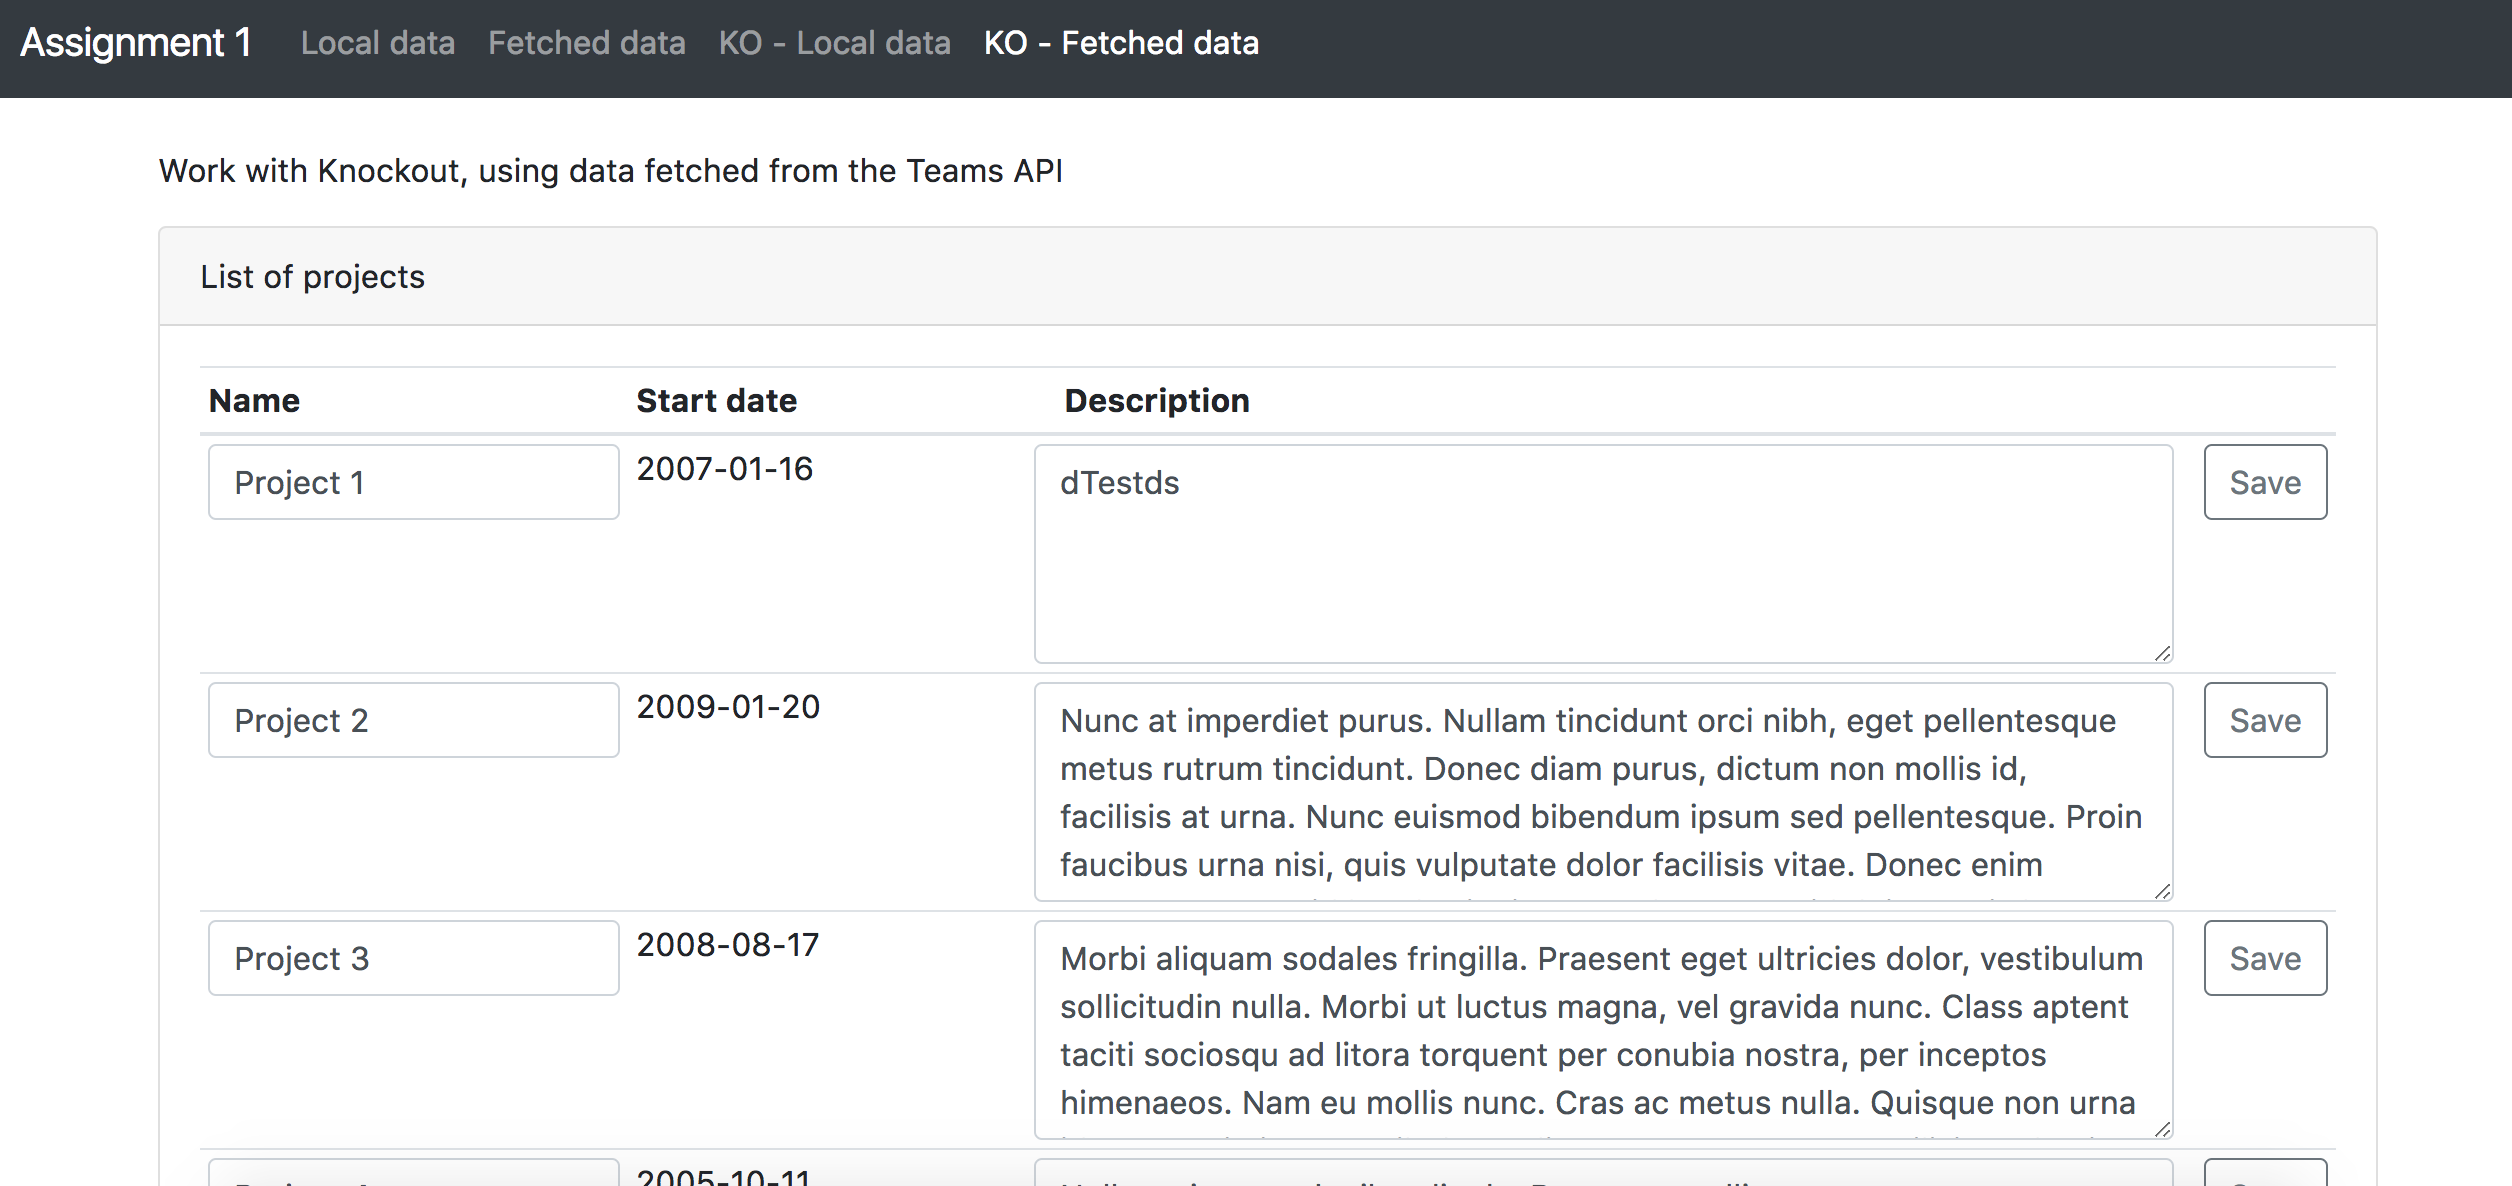 Assignment 1 Local data Fetched data KO - Local data KO - Fetched data
Work with Knockout, using data fetched from the Teams API
List of projects
Name Start date Description
Project 1 2007-01-16 dTestds Save
Project 2 2009-01-20 Nunc at imperdiet purus. Nullam tincidunt orci nibh, eget pellentesque Save
metus rutrum tincidunt. Donec diam purus, dictum non mollis id,
facilisis at urna. Nunc euismod bibendum ipsum sed pellentesque. Proin
faucibus urna nisi, quis vulputate dolor facilisis vitae. Donec enim
Project 3 2008-08-17 Morbi aliquam sodales fringilla. Praesent eget ultricies dolor, vestibulum Save
sollicitudin nulla. Morbi ut luctus magna, vel gravida nunc. Class aptent
taciti sociosqu ad litora torquent per conubia nostra, per inceptos
himenaeos. Nam eu mollis nunc. Cras ac metus nulla. Quisque non urna
2005-10-11